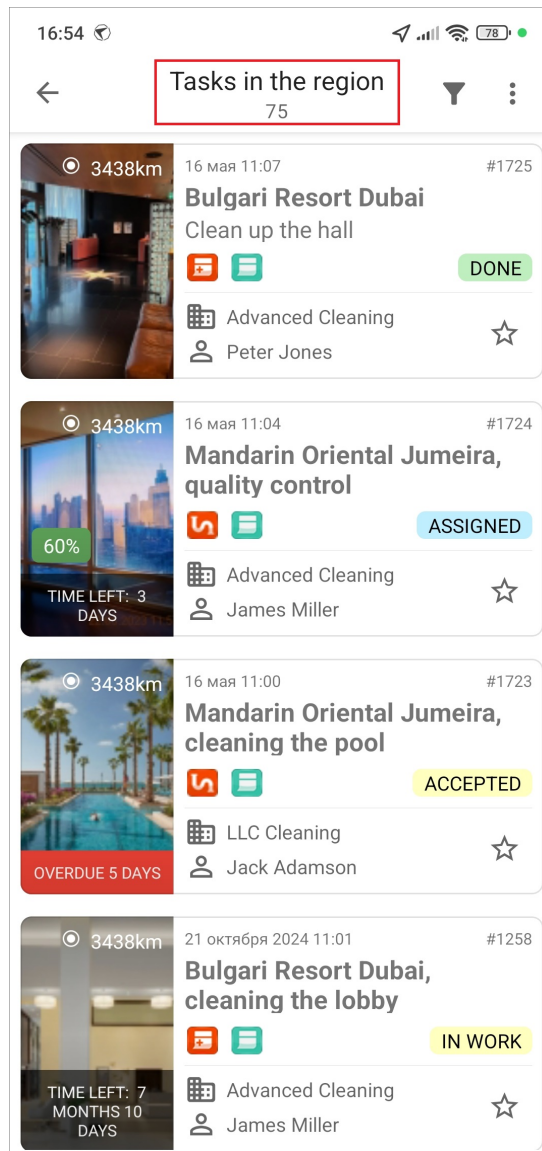 16:54
78
Tasks in the region
75
3438km
16 мая 11:07
#1725
Bulgari Resort Dubai
Clean up the hall
DONE
Advanced Cleaning
Peter Jones
3438km
16 мая 11:04
#1724
Mandarin Oriental Jumeira,
quality control
60%
ASSIGNED
TIME LEFT: 3
DAYS
Advanced Cleaning
James Miller
3438km
16 мая 11:00
#1723
Mandarin Oriental Jumeira,
cleaning the pool
ACCEPTED
LLC Cleaning
OVERDUE 5 DAYS
Jack Adamson
3438km
21 октября 2024 11:01
#1258
Bulgari Resort Dubai,
cleaning the lobby
IN WORK
TIME LEFT: 7
MONTHS 10
DAYS
Advanced Cleaning
James Miller